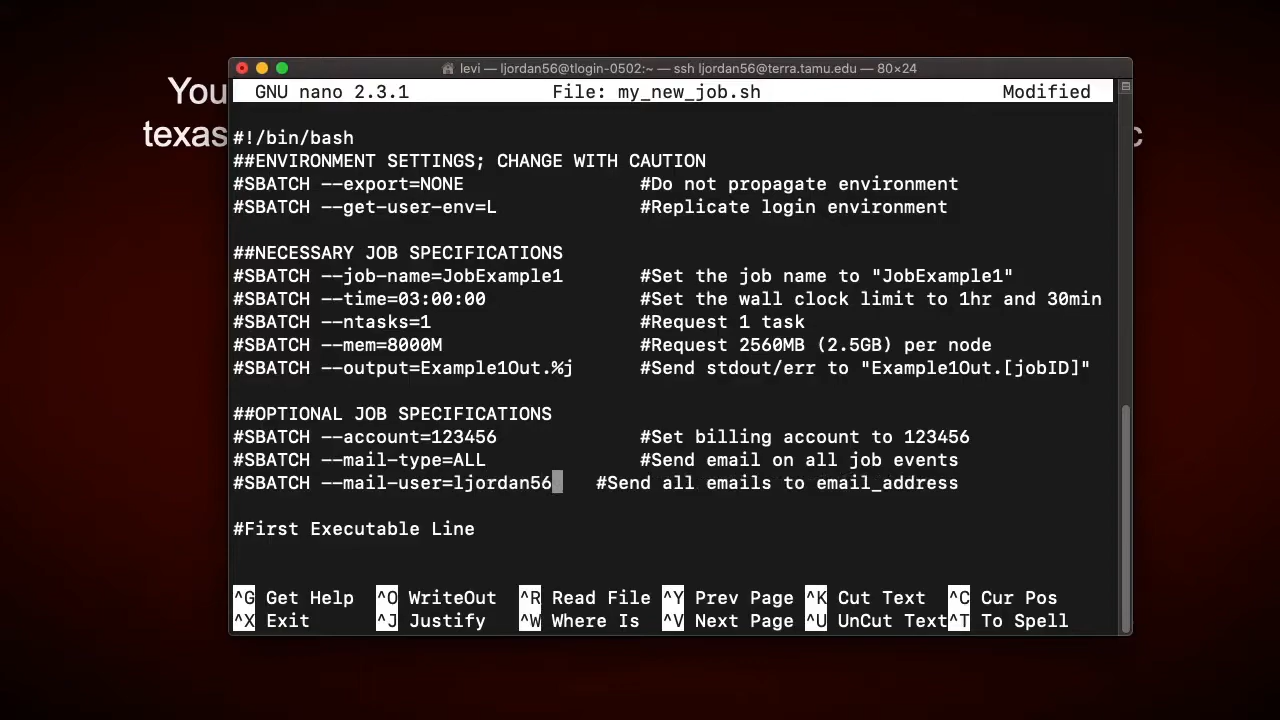 You
texas c
levi — ljordan56@tlogin-0502:~ — ssh ljordan56@terra.tamu.edu — 80×24
GNU nano 2.3.1 File: my_new_job.sh Modified
#!/bin/bash
##ENVIRONMENT SETTINGS; CHANGE WITH CAUTION
#SBATCH --export=NONE #Do not propagate environment
#SBATCH --get-user-env=L #Replicate login environment
##NECESSARY JOB SPECIFICATIONS
#SBATCH --job-name=JobExample1 #Set the job name to "JobExample1"
#SBATCH --time=03:00:00 #Set the wall clock limit to 1hr and 30min
#SBATCH --ntasks=1 #Request 1 task
#SBATCH --mem=8000M #Request 2560MB (2.5GB) per node
#SBATCH --output=Example1Out.%j #Send stdout/err to "Example1Out.[jobID]"
##OPTIONAL JOB SPECIFICATIONS
#SBATCH --account=123456 #Set billing account to 123456
#SBATCH --mail-type=ALL #Send email on all job events
#SBATCH --mail-user=ljordan56 #Send all emails to email_address
#First Executable Line
^G Get Help ^O WriteOut ^R Read File ^Y Prev Page ^K Cut Text ^C Cur Pos
^X Exit ^J Justify ^W Where Is ^V Next Page ^U UnCut Text ^T To Spell